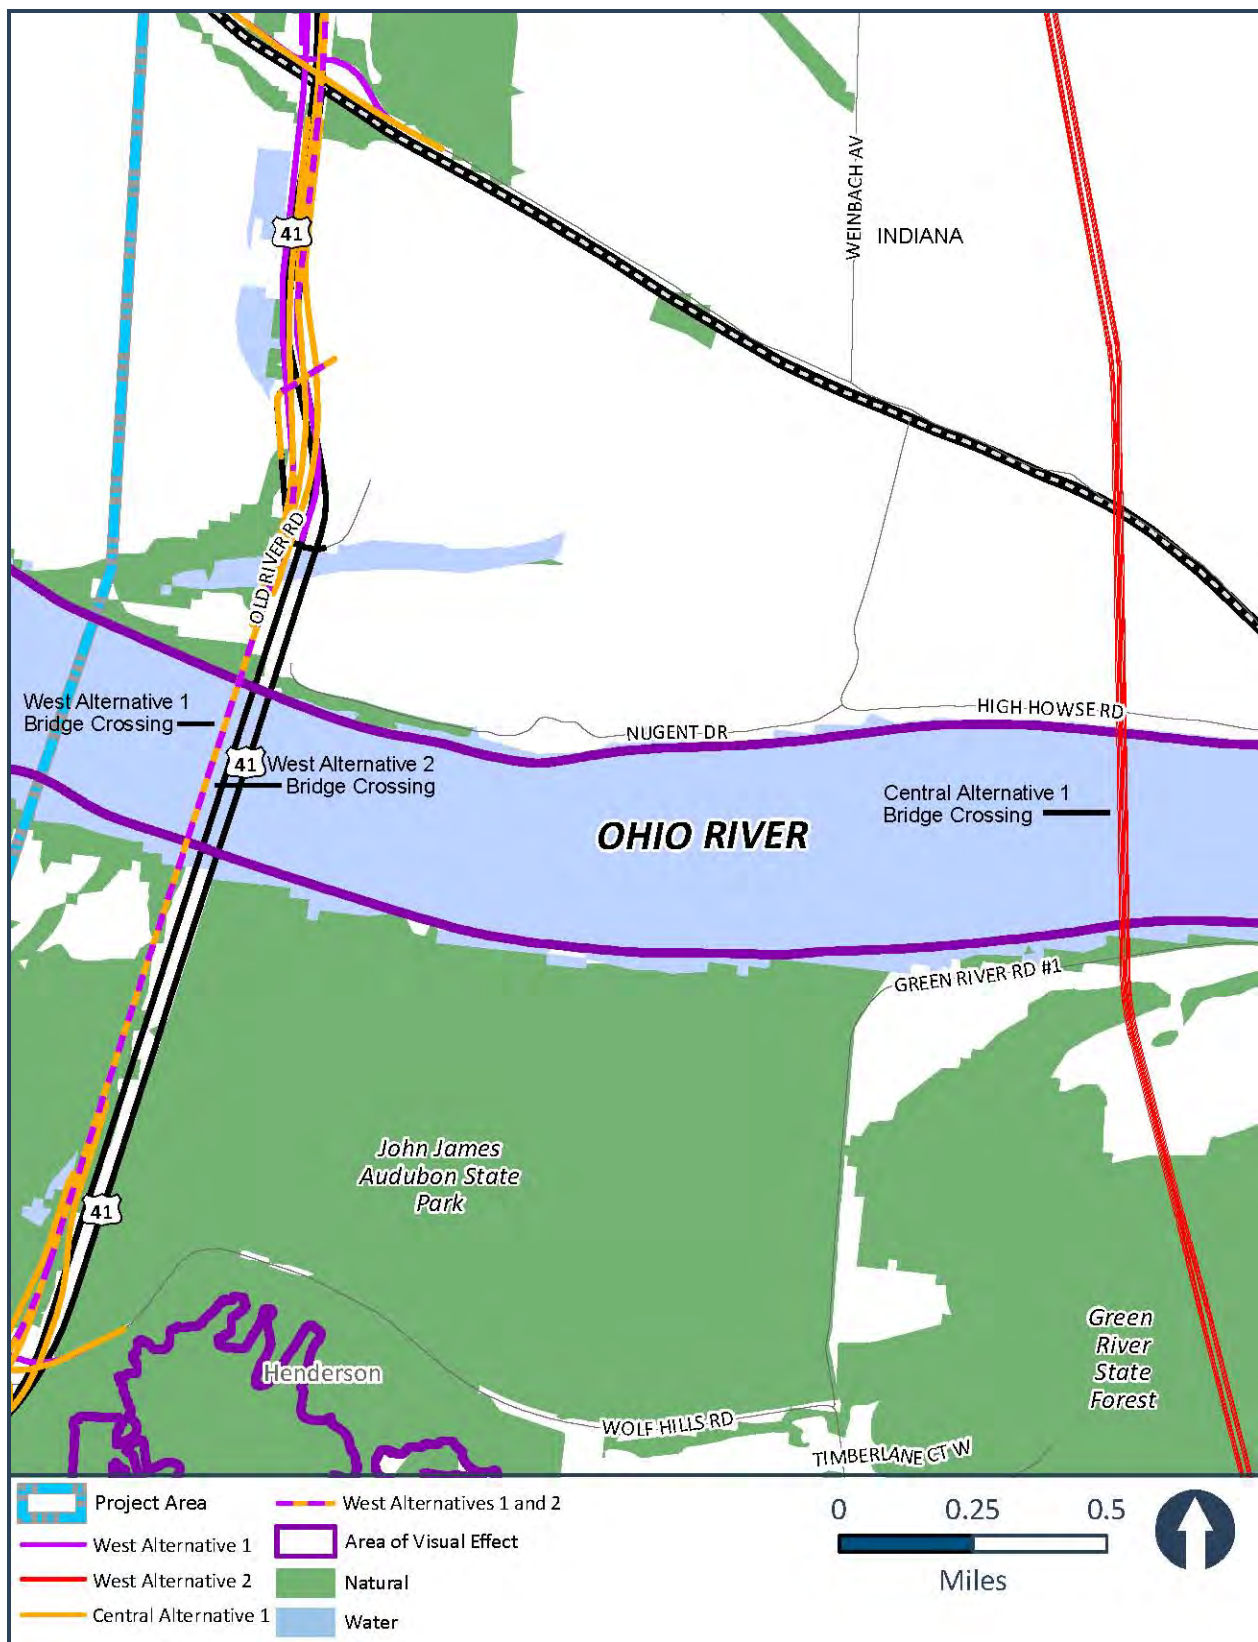 WEINBACH AV
INDIANA
41
OLD RIVER RD
West Alternative 1
Bridge Crossing
41
West Alternative 2
Bridge Crossing
NUGENT DR
HIGH HOWSE RD
Central Alternative 1
Bridge Crossing
OHIO RIVER
GREEN RIVER RD #1
John James
Audubon State
Park
41
Green
River
State
Forest
Henderson
WOLF HILLS RD
TIMBERLANE CT W
Project Area
West Alternative 1
West Alternative 2
Central Alternative 1
West Alternatives 1 and 2
Area of Visual Effect
Natural
Water
0 0.25 0.5
Miles